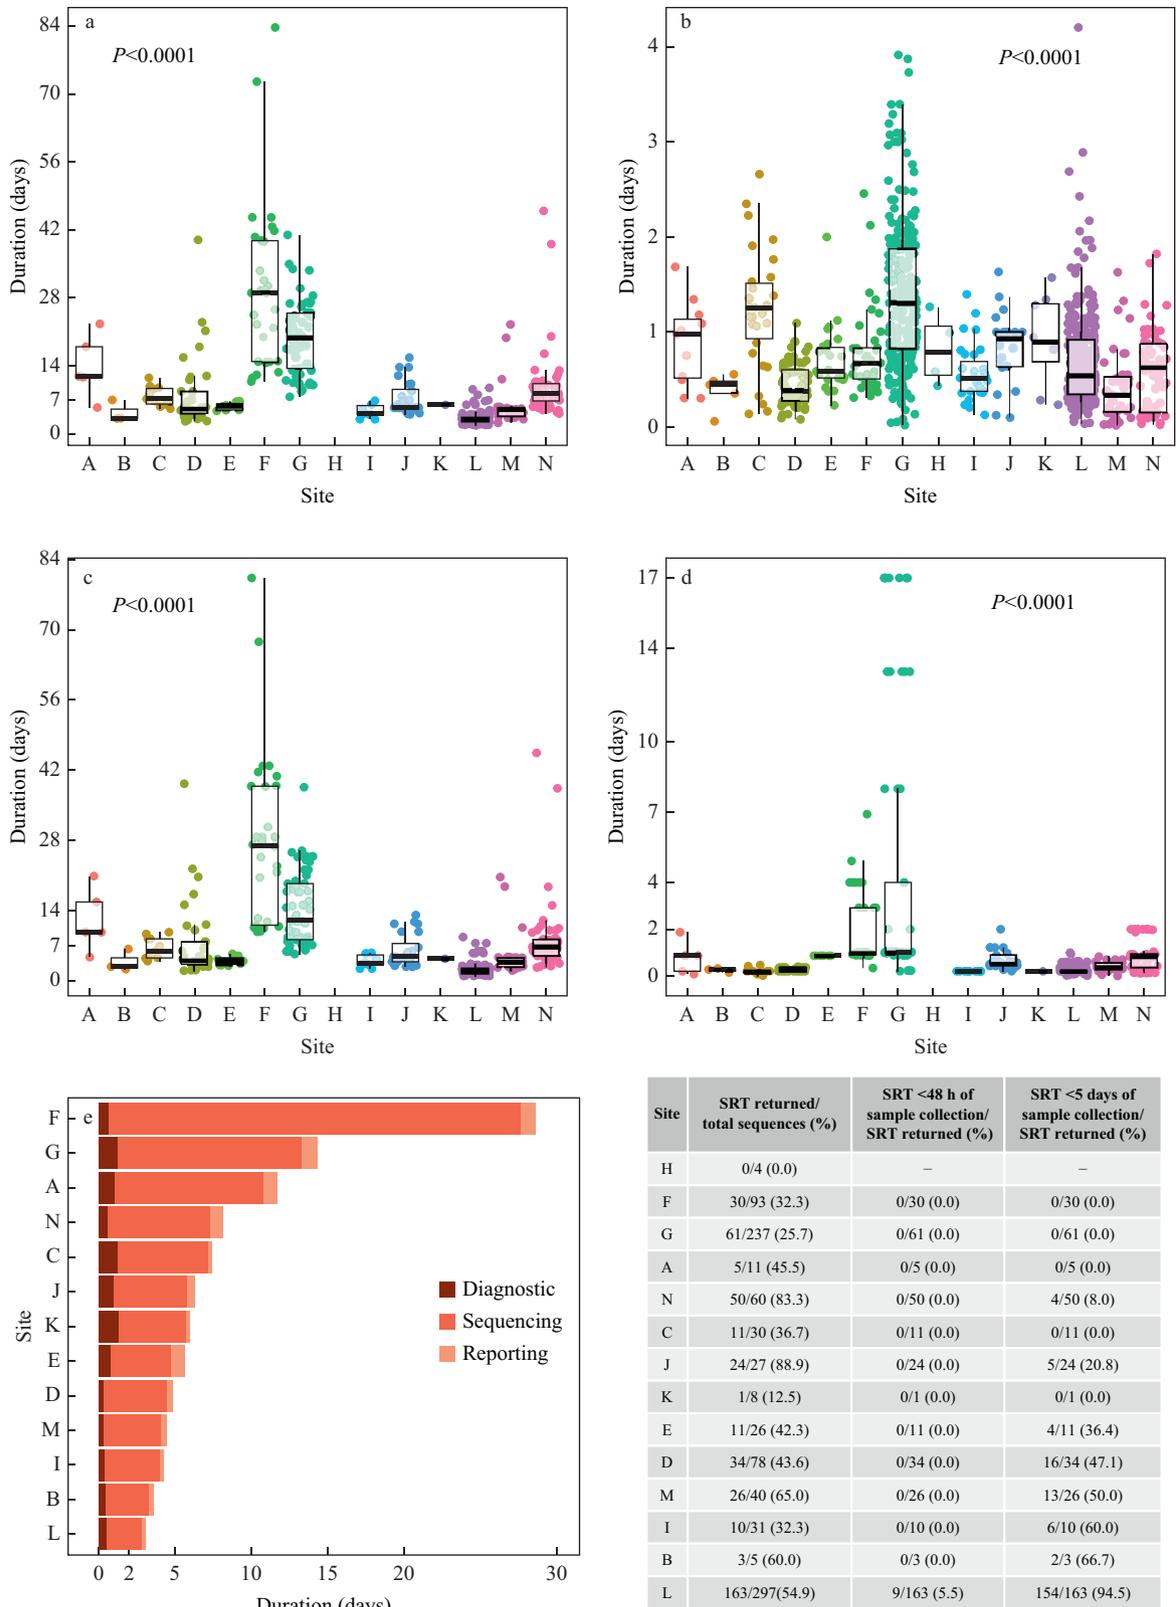 a
P<0.0001
84
70
56
42
28
14
7
0
Duration (days)
A B C D E F G H I J K L M N
Site
b
P<0.0001
4
3
2
1
0
Duration (days)
A B C D E F G H I J K L M N
Site
c
P<0.0001
84
70
56
42
28
14
7
0
Duration (days)
A B C D E F G H I J K L M N
Site
d
P<0.0001
17
14
10
7
4
2
0
Duration (days)
A B C D E F G H I J K L M N
Site
e
F
G
A
N
C
J
K
E
D
M
I
B
L
Site
Diagnostic
Sequencing
Reporting
0 2 5 10 15 20 30
Duration (days)
Site SRT returned/ total sequences (%) SRT <48 h of sample collection/ SRT returned (%) SRT <5 days of sample collection/ SRT returned (%)
H 0/4 (0.0) – –
F 30/93 (32.3) 0/30 (0.0) 0/30 (0.0)
G 61/237 (25.7) 0/61 (0.0) 0/61 (0.0)
A 5/11 (45.5) 0/5 (0.0) 0/5 (0.0)
N 50/60 (83.3) 0/50 (0.0) 4/50 (8.0)
C 11/30 (36.7) 0/11 (0.0) 0/11 (0.0)
J 24/27 (88.9) 0/24 (0.0) 5/24 (20.8)
K 1/8 (12.5) 0/1 (0.0) 0/1 (0.0)
E 11/26 (42.3) 0/11 (0.0) 4/11 (36.4)
D 34/78 (43.6) 0/34 (0.0) 16/34 (47.1)
M 26/40 (65.0) 0/26 (0.0) 13/26 (50.0)
I 10/31 (32.3) 0/10 (0.0) 6/10 (60.0)
B 3/5 (60.0) 0/3 (0.0) 2/3 (66.7)
L 163/297(54.9) 9/163 (5.5) 154/163 (94.5)